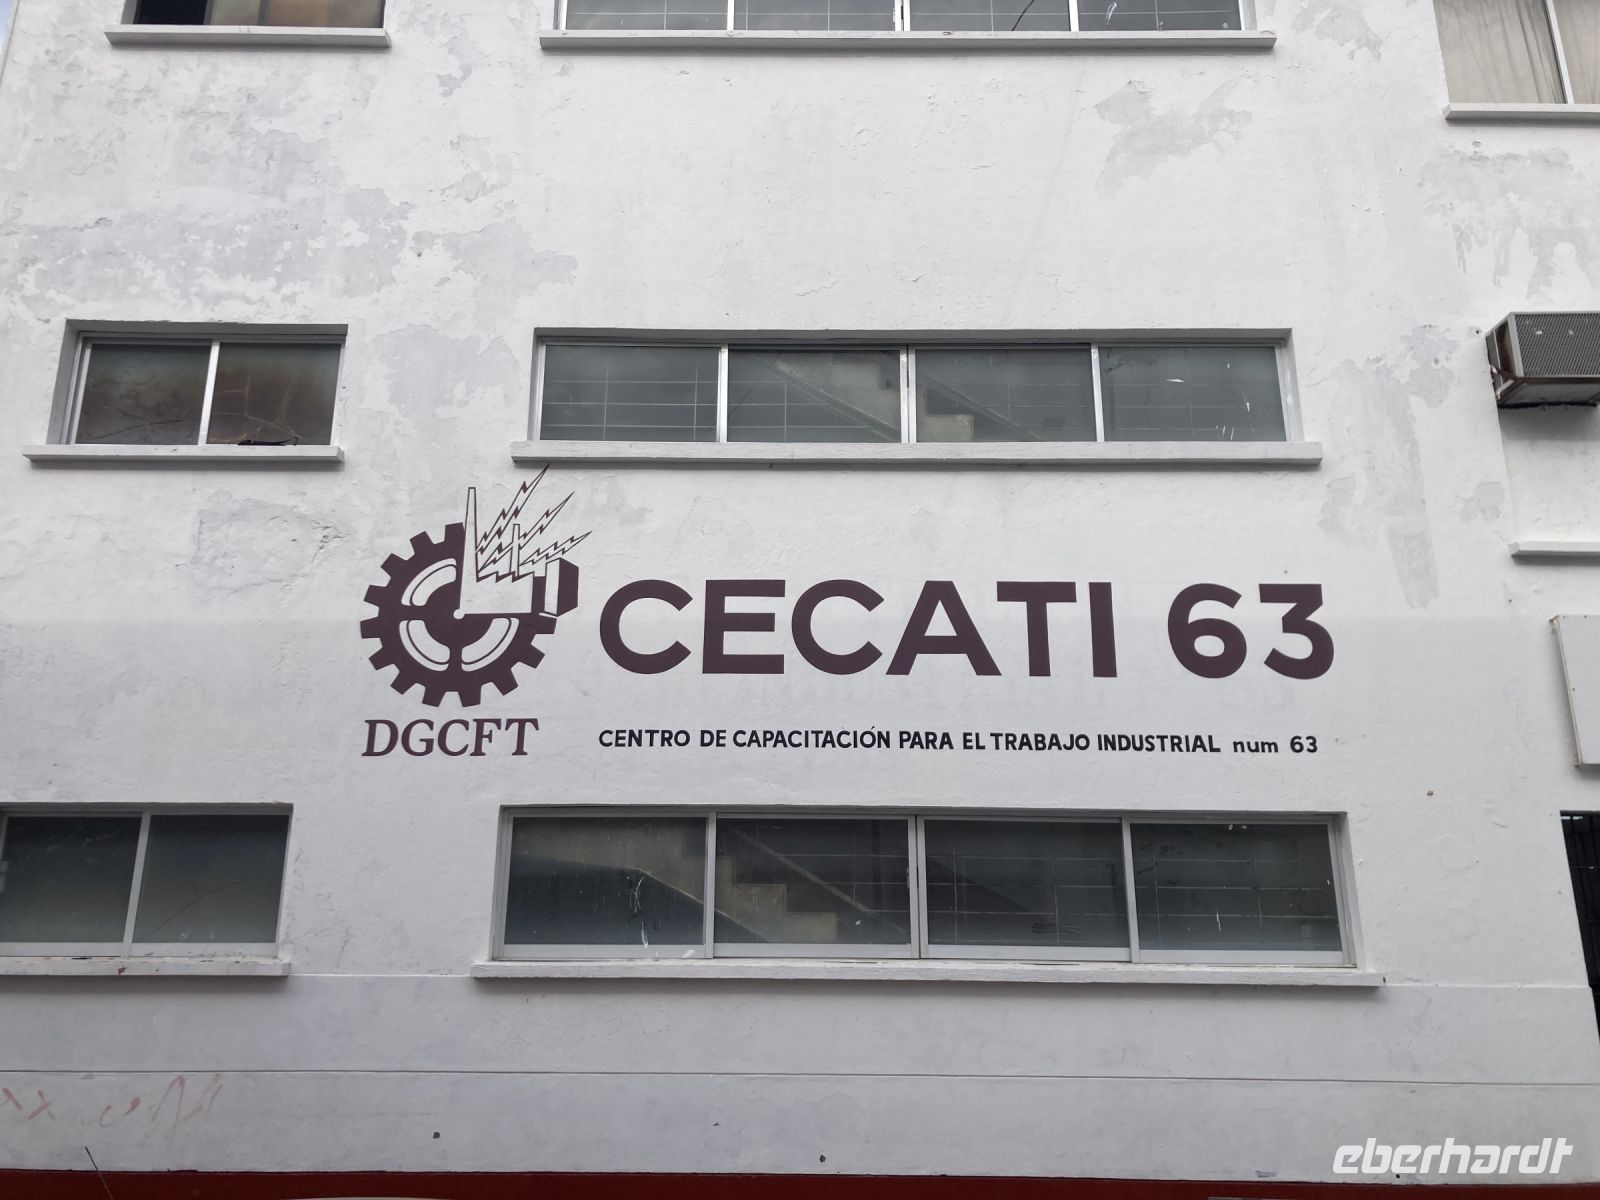 CECATI 63
DGCFT
CENTRO DE CAPACITACIÓN PARA EL TRABAJO INDUSTRIAL num 63
eberhardt